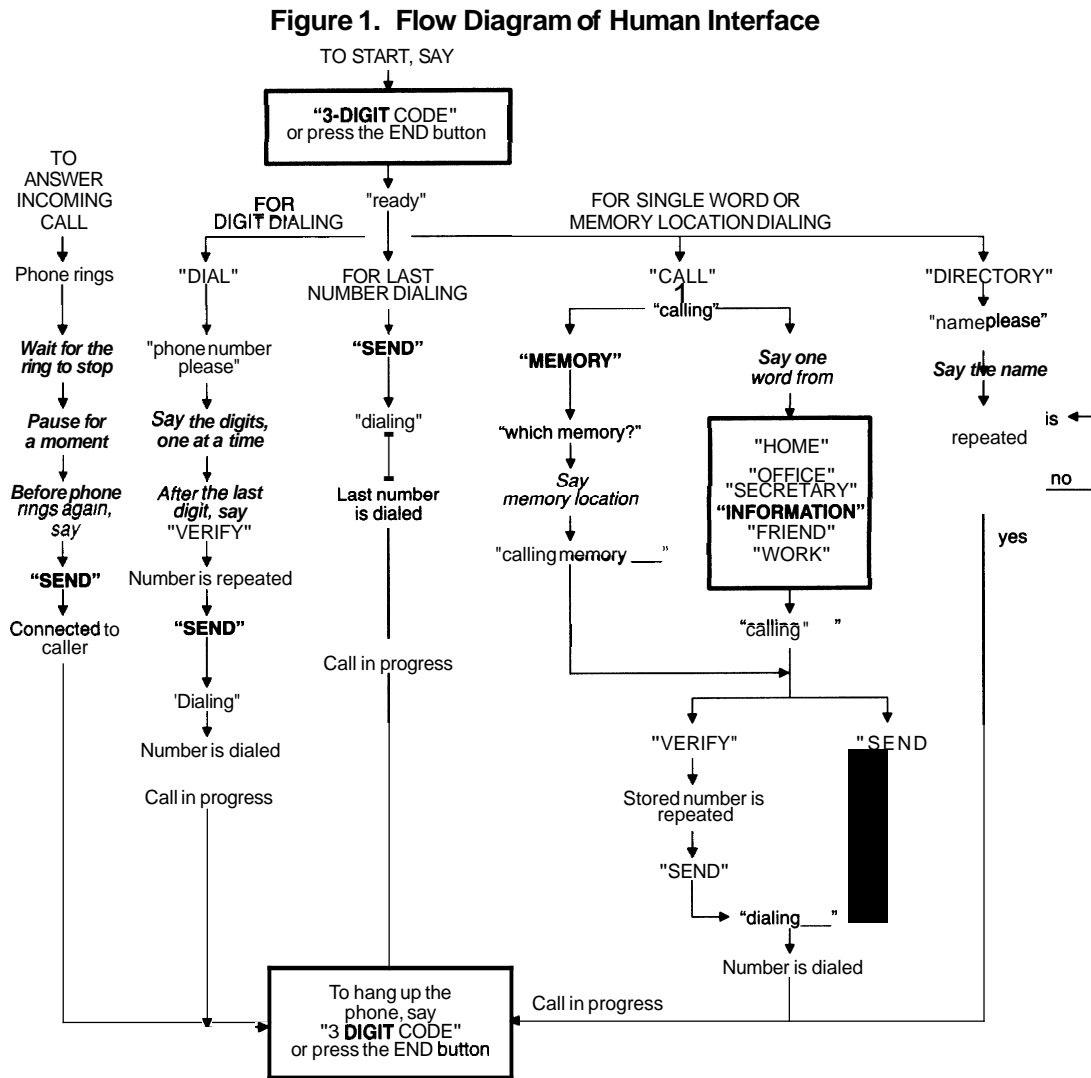 Figure 1. Flow Diagram of Human Interface
TO START, SAY
"3-DIGIT CODE"
or press the END button
"ready"
TO
ANSWER
INCOMING
CALL
Phone rings
Wait for the
ring to stop
Pause for
a moment
Before phone
rings again,
say
"SEND"
Connected to
caller
FOR
DIGIT DIALING
"DIAL"
"phone number
please"
Say the digits,
one at a time
After the last
digit, say
"VERIFY"
Number is repeated
"SEND"
'Dialing"
Number is dialed
Call in progress
FOR LAST
NUMBER DIALING
"SEND"
"dialing"
Last number
is dialed
Call in progress
FOR SINGLE WORD OR
MEMORY LOCATION DIALING
"CALL"
1
"calling"
"MEMORY"
"which memory?"
Say
memory location
"calling memory ___"
Say one
word from
"HOME"
"OFFICE"
"SECRETARY"
"INFORMATION"
"FRIEND"
"WORK"
"calling" "
"VERIFY"
Stored number is
repeated
"SEND"
"SEND
"dialing___"
Number is dialed
Call in progress
"DIRECTORY"
"name please"
Say the name
is
repeated
no
yes
To hang up the
phone, say
"3 DIGIT CODE"
or press the END button